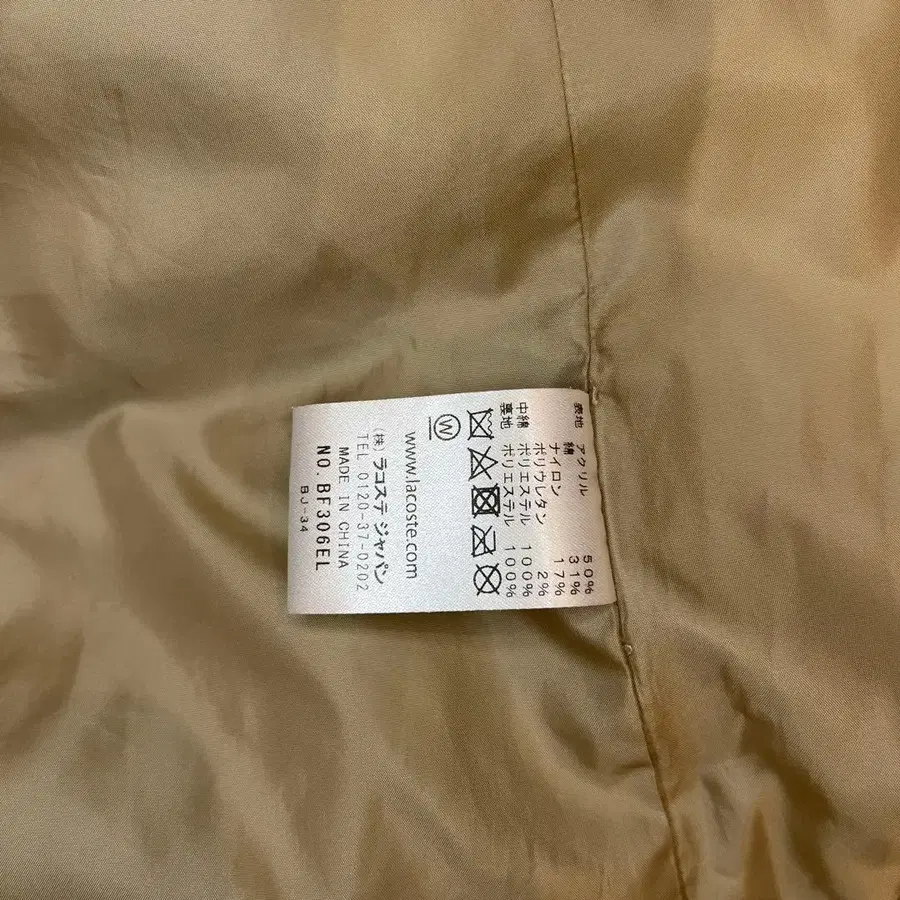 表地 アクリル 50%
綿 31%
ナイロン 17%
ポリウレタン 2%
中綿 ポリエステル 100%
裏地 ポリエステル 100%
W
www.lacoste.com
(株) ラコステ ジャパン
TEL 0120-37-0202
MADE IN CHINA
NO. BF306EL
BJ-34